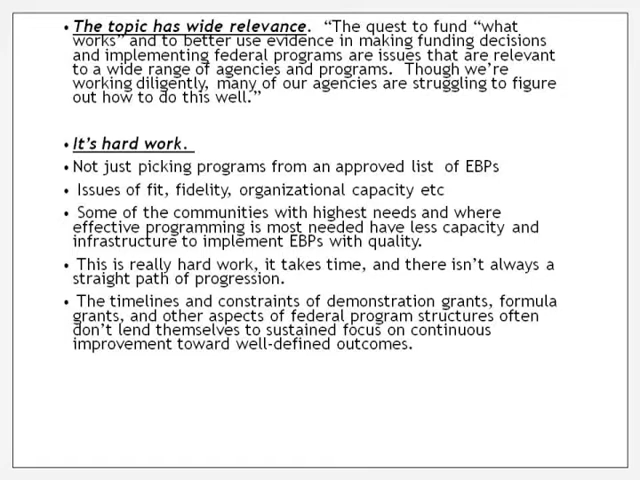 • The topic has wide relevance. “The quest to fund “what
works” and to better use evidence in making funding decisions
and implementing federal programs are issues that are relevant
to a wide range of agencies and programs. Though we’re
working diligently, many of our agencies are struggling to figure
out how to do this well.”
• It’s hard work.
• Not just picking programs from an approved list of EBPs
• Issues of fit, fidelity, organizational capacity etc
• Some of the communities with highest needs and where
effective programming is most needed have less capacity and
infrastructure to implement EBPs with quality.
• This is really hard work, it takes time, and there isn’t always a
straight path of progression.
• The timelines and constraints of demonstration grants, formula
grants, and other aspects of federal program structures often
don’t lend themselves to sustained focus on continuous
improvement toward well-defined outcomes.